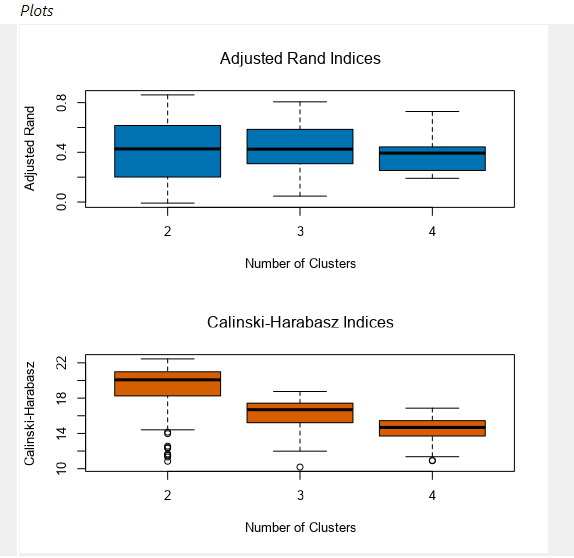 Plots
Adjusted Rand Indices
Adjusted Rand
0.8
0.4
0.0
2 3 4
Number of Clusters
Calinski-Harabasz Indices
Calinski-Harabasz
22
18
14
10
2 3 4
Number of Clusters